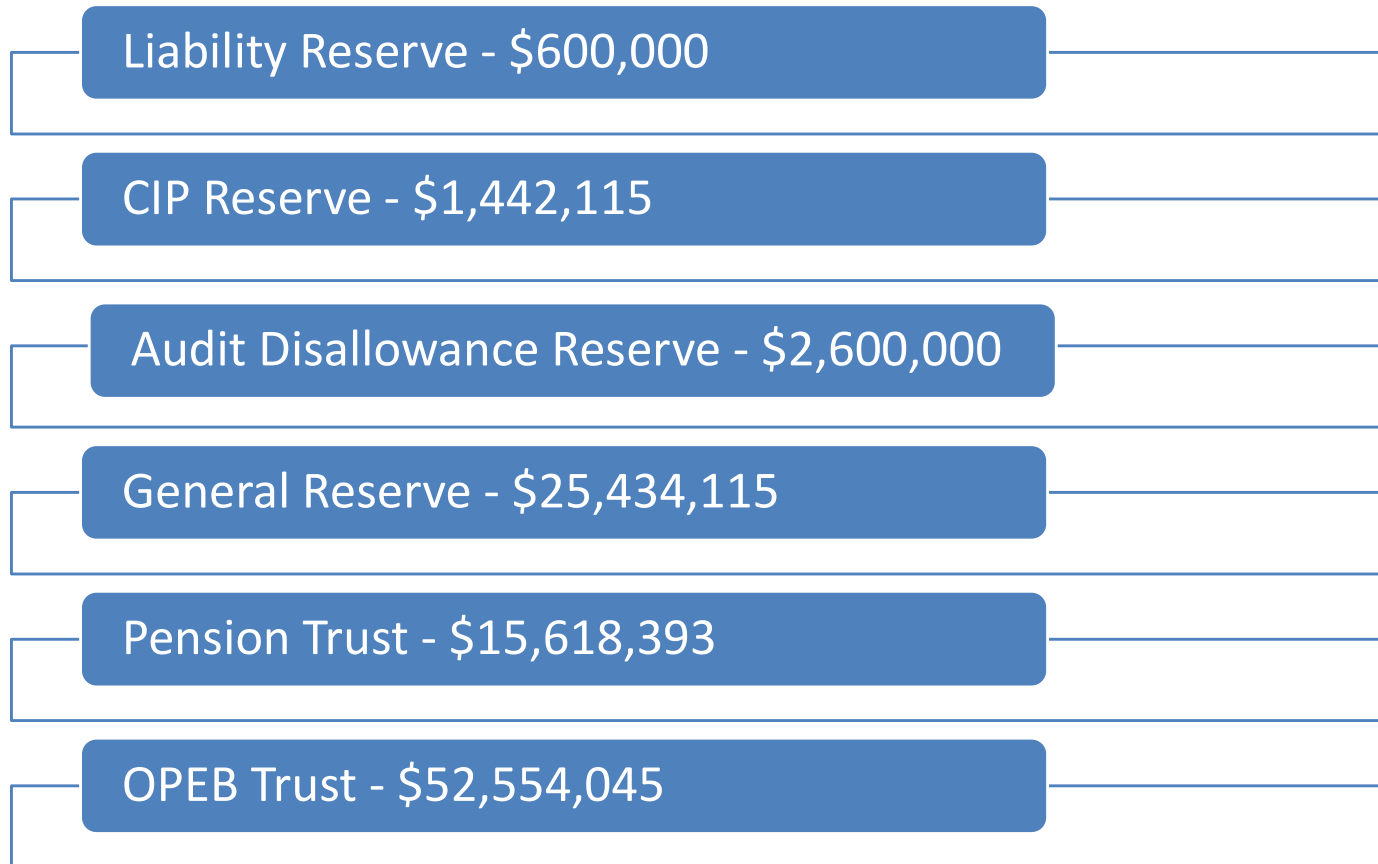 Liability Reserve - $600,000
CIP Reserve - $1,442,115
Audit Disallowance Reserve - $2,600,000
General Reserve - $25,434,115
Pension Trust - $15,618,393
OPEB Trust - $52,554,045